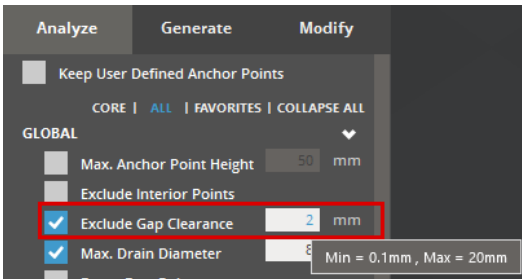 Analyze Generate Modify
Keep User Defined Anchor Points
CORE | ALL | FAVORITES | COLLAPSE ALL
GLOBAL
Max. Anchor Point Height 50 mm
Exclude Interior Points
Exclude Gap Clearance 2 mm
Max. Drain Diameter 8
Min = 0.1mm , Max = 20mm